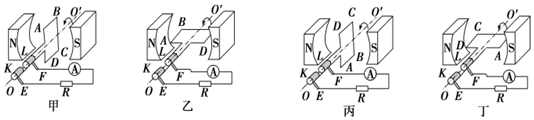 B O′ A N S L C K D F A O E R
B O′ N A S L D K F A O E R
C O′ D N S L B K A F A O E R
C O′ N D S L A K F A O E R
甲 乙 丙 丁